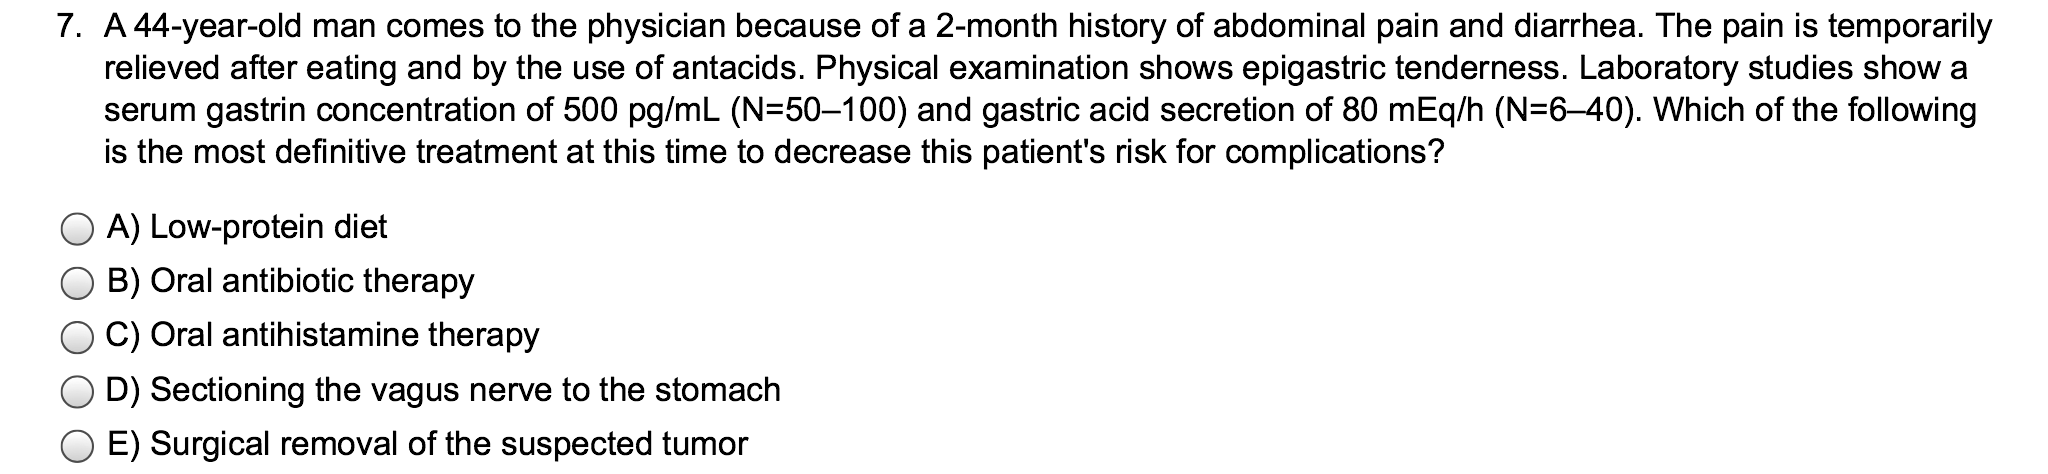 7. A 44-year-old man comes to the physician because of a 2-month history of abdominal pain and diarrhea. The pain is temporarily
relieved after eating and by the use of antacids. Physical examination shows epigastric tenderness. Laboratory studies show a
serum gastrin concentration of 500 pg/mL (N=50–100) and gastric acid secretion of 80 mEq/h (N=6–40). Which of the following
is the most definitive treatment at this time to decrease this patient's risk for complications?
A) Low-protein diet
B) Oral antibiotic therapy
C) Oral antihistamine therapy
D) Sectioning the vagus nerve to the stomach
E) Surgical removal of the suspected tumor